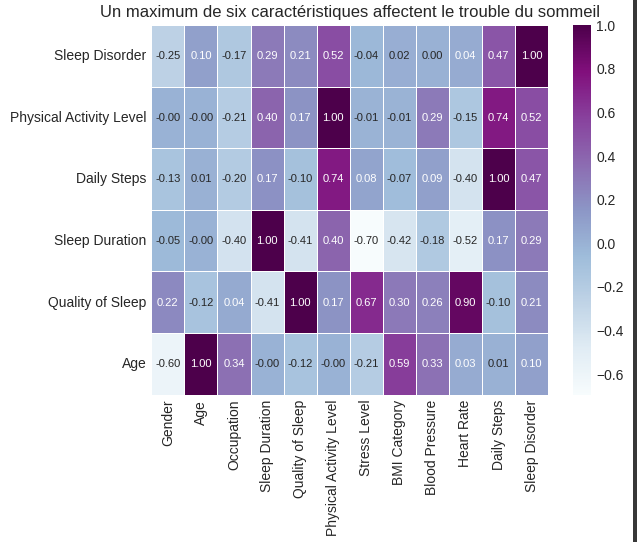 Un maximum de six caractéristiques affectent le trouble du sommeil
Sleep Disorder -0.25 0.10 -0.17 0.29 0.21 0.52 -0.04 0.02 0.00 0.04 0.47 1.00
Physical Activity Level -0.00 -0.00 -0.21 0.40 0.17 1.00 -0.01 -0.01 0.29 -0.15 0.74 0.52
Daily Steps -0.13 0.01 -0.20 0.17 -0.10 0.74 0.08 -0.07 0.09 -0.40 1.00 0.47
Sleep Duration -0.05 -0.00 -0.40 1.00 -0.41 0.40 -0.70 -0.42 -0.18 -0.52 0.17 0.29
Quality of Sleep 0.22 -0.12 0.04 -0.41 1.00 0.17 0.67 0.30 0.26 0.90 -0.10 0.21
Age -0.60 1.00 0.34 -0.00 -0.12 -0.00 -0.21 0.59 0.33 0.03 0.01 0.10
Gender
Age
Occupation
Sleep Duration
Quality of Sleep
Physical Activity Level
Stress Level
BMI Category
Blood Pressure
Heart Rate
Daily Steps
Sleep Disorder
1.0
0.8
0.6
0.4
0.2
0.0
−0.2
−0.4
−0.6